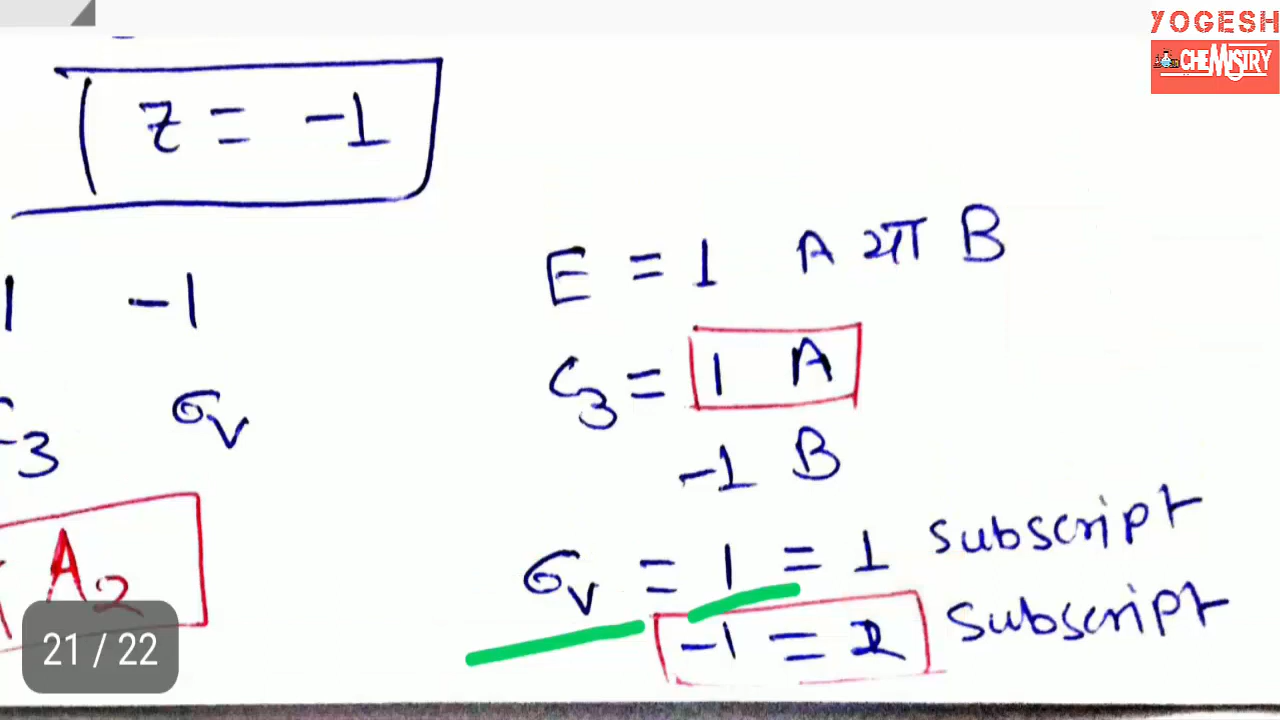 YOGESH
CHEMISTRY
z = -1
1 -1
3 σv
A2
E = 1 A या B
C3 = 1 A
-1 B
σv = 1 = 1 subscript
-1 = 2 subscript
21 / 22